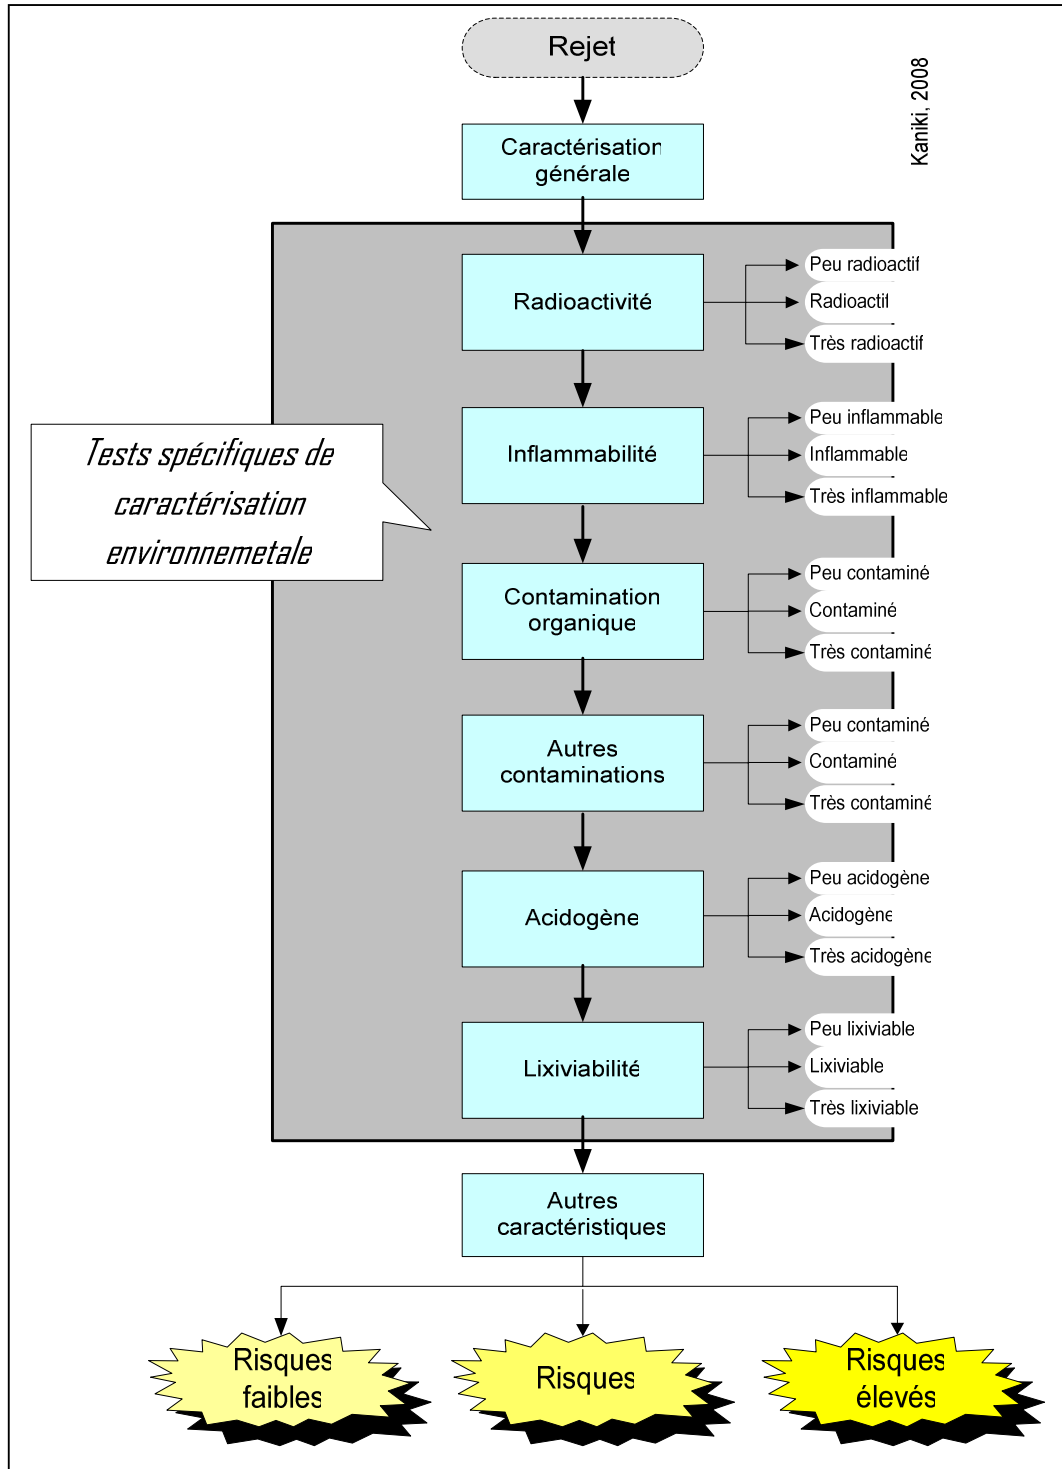 Rejet
Kaniki, 2008
Caractérisation
générale
Radioactivité
Peu radioactif
Radioactif
Très radioactif
Tests spécifiques de
caractérisation
environnemetale
Inflammabilité
Peu inflammable
Inflammable
Très inflammable
Contamination
organique
Peu contaminé
Contaminé
Très contaminé
Autres
contaminations
Peu contaminé
Contaminé
Très contaminé
Acidogène
Peu acidogène
Acidogène
Très acidogène
Lixiviabilité
Peu lixiviable
Lixiviable
Très lixiviable
Autres
caractéristiques
Risques
faibles
Risques
Risques
élevés